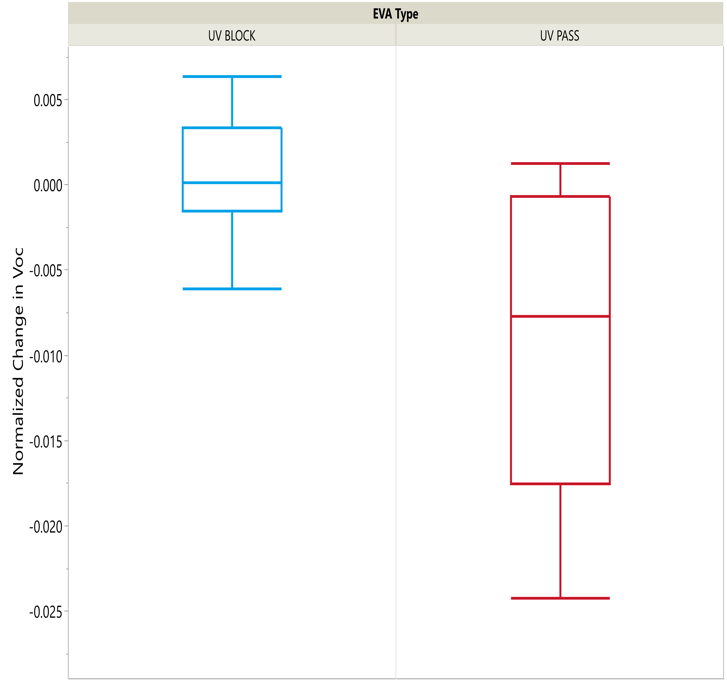 EVA Type
UV BLOCK
UV PASS
Normalized Change in Voc
0.005
0.000
-0.005
-0.010
-0.015
-0.020
-0.025